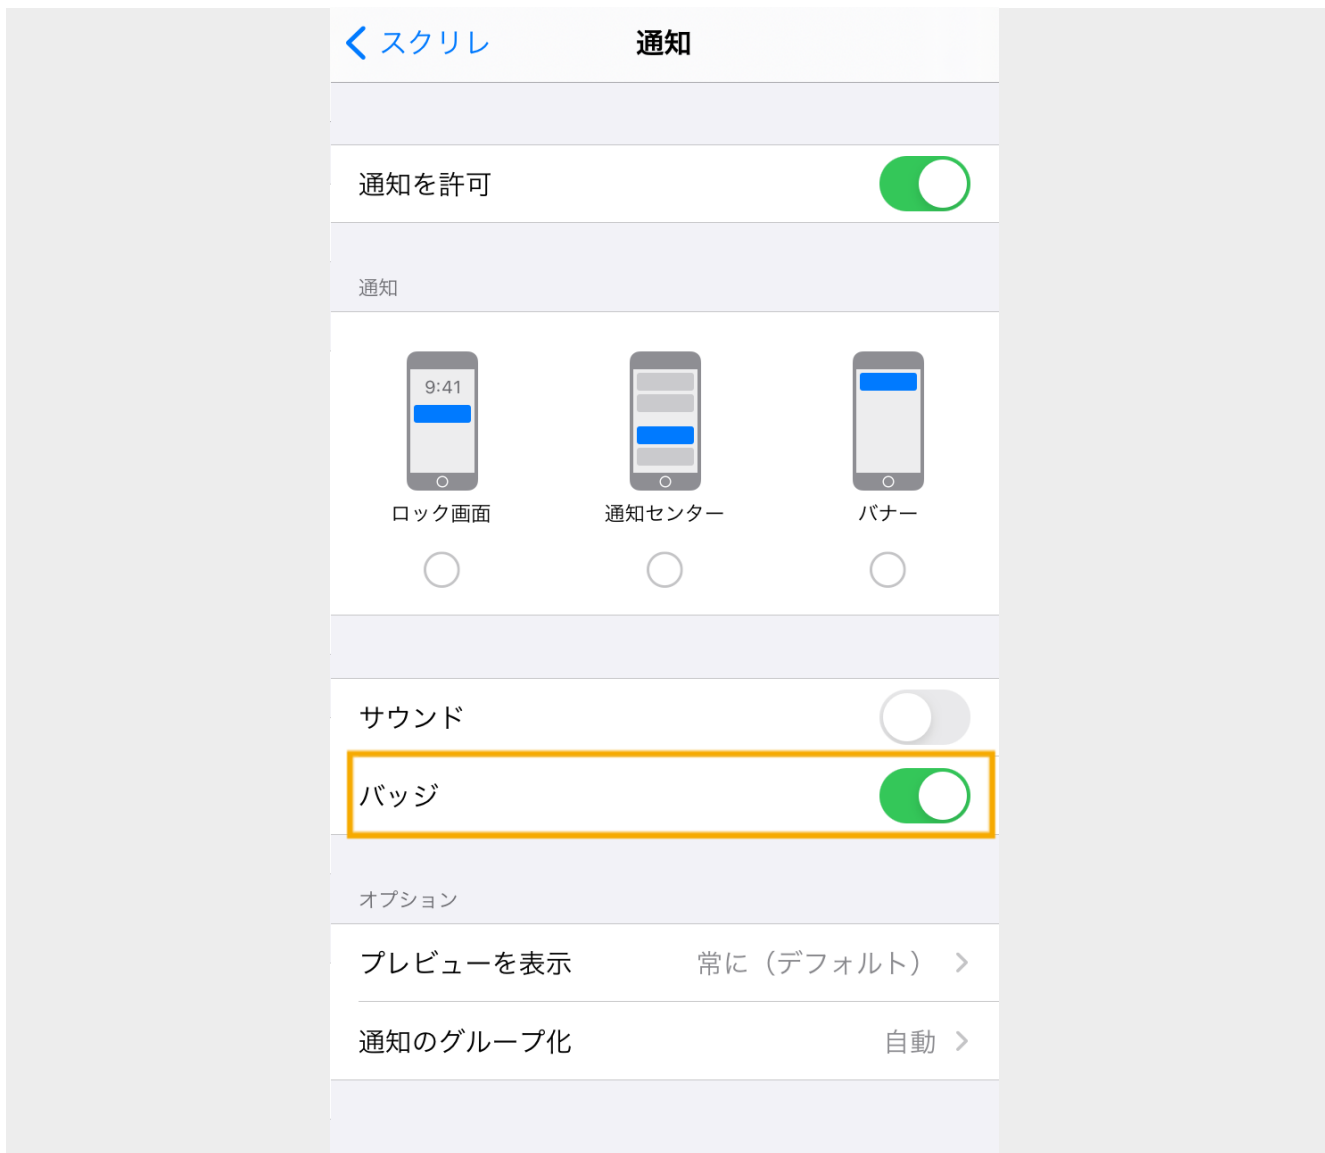 スクリレ
通知
通知を許可
通知
9:41
ロック画面
通知センター
バナー
サウンド
バッジ
オプション
プレビューを表示
常に（デフォルト）
通知のグループ化
自動